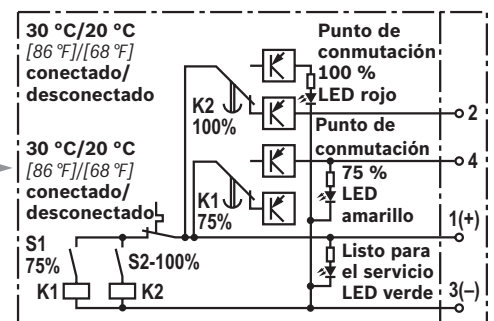 30 °C/20 °C
[86 °F]/[68 °F]
conectado/
desconectado
Punto de
conmutación
100 %
LED rojo
K2
100%
2
30 °C/20 °C
[86 °F]/[68 °F]
conectado/
desconectado
Punto de
conmutación
75 %
LED
amarillo
4
K1
75%
1(+)
S1
75%
S2-100%
K1
K2
Listo para
el servicio
LED verde
3(–)